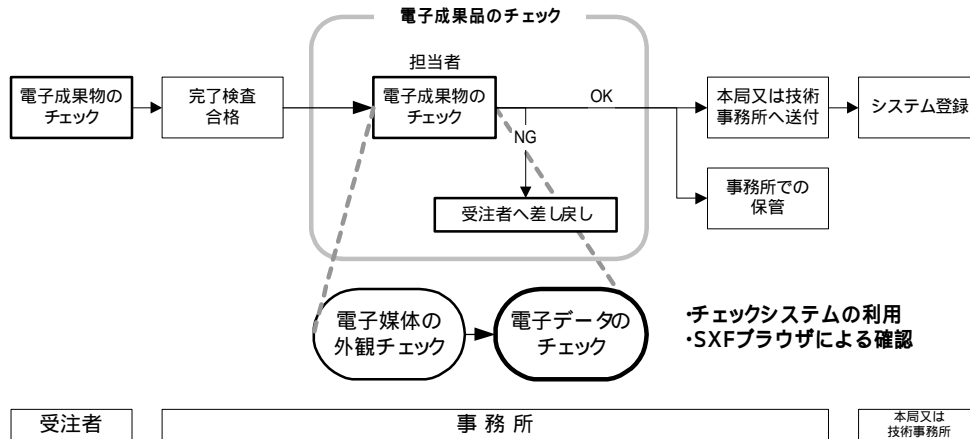 電子成果品のチェック
担当者
電子成果物の
チェック
完了検査
合格
電子成果物の
チェック
OK
NG
本局又は技術
事務所へ送付
システム登録
受注者へ差し戻し
事務所での
保管
電子媒体の
外観チェック
電子データの
チェック
・チェックシステムの利用
・SXFブラウザによる確認
受注者
事務所
本局又は
技術事務所